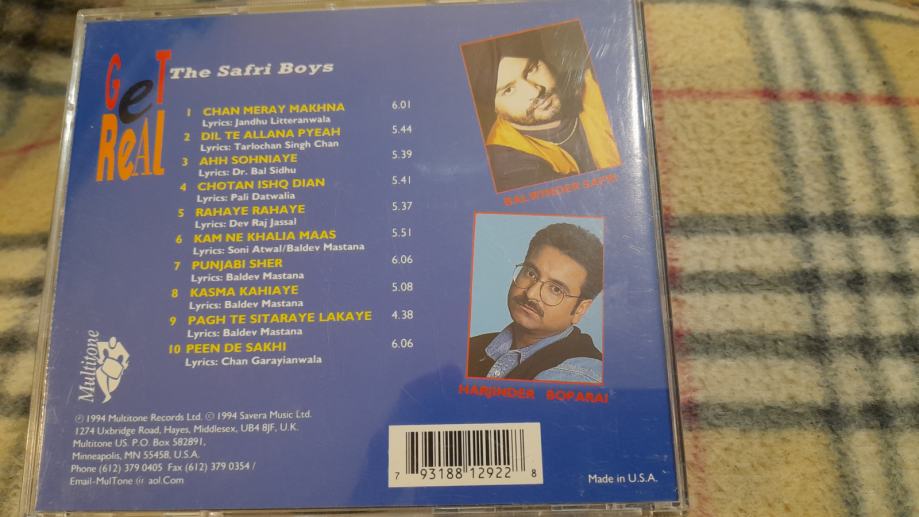 GeT
ReAL
The Safri Boys
1 CHAN MERAY MAKHNA 6.01
Lyrics: Jandhu Litteranwala
2 DIL TE ALLANA PYEAH 5.44
Lyrics: Tarlochan Singh Chan
3 AHH SOHNIAYE 5.39
Lyrics: Dr. Bal Sidhu
4 CHOTAN ISHQ DIAN 5.41
Lyrics: Pali Datwalia
5 RAHAYE RAHAYE 5.37
Lyrics: Dev Raj Jassal
6 KAM NE KHALIA MAAS 5.51
Lyrics: Soni Atwal/Baldev Mastana
7 PUNJABI SHER 6.06
Lyrics: Baldev Mastana
8 KASMA KAHIAYE 5.08
Lyrics: Baldev Mastana
9 PAGH TE SITARAYE LAKAYE 4.38
Lyrics: Baldev Mastana
10 PEEN DE SAKHI 6.06
Lyrics: Chan Garayianwala
BALWINDER SAFRI
HARJINDER BOPARAI
Multitone
℗ 1994 Multitone Records Ltd. © 1994 Savera Music Ltd.
1274 Uxbridge Road, Hayes, Middlesex, UB4 8JF, U.K.
Multitone US. P.O. Box 582891,
Minneapolis, MN 55458, U.S.A.
Phone (612) 379 0405 Fax (612) 379 0354 /
Email-MulTone @ aol.Com
7 93188 12922 8
Made in U.S.A.